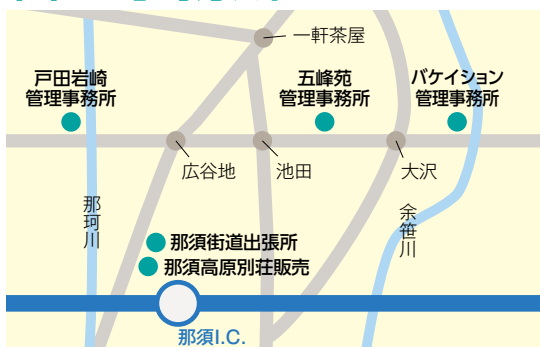 一軒茶屋
戸田岩崎
管理事務所
五峰苑
管理事務所
バケイション
管理事務所
広谷地
池田
大沢
那珂川
余笹川
那須街道出張所
那須高原別荘販売
那須I.C.